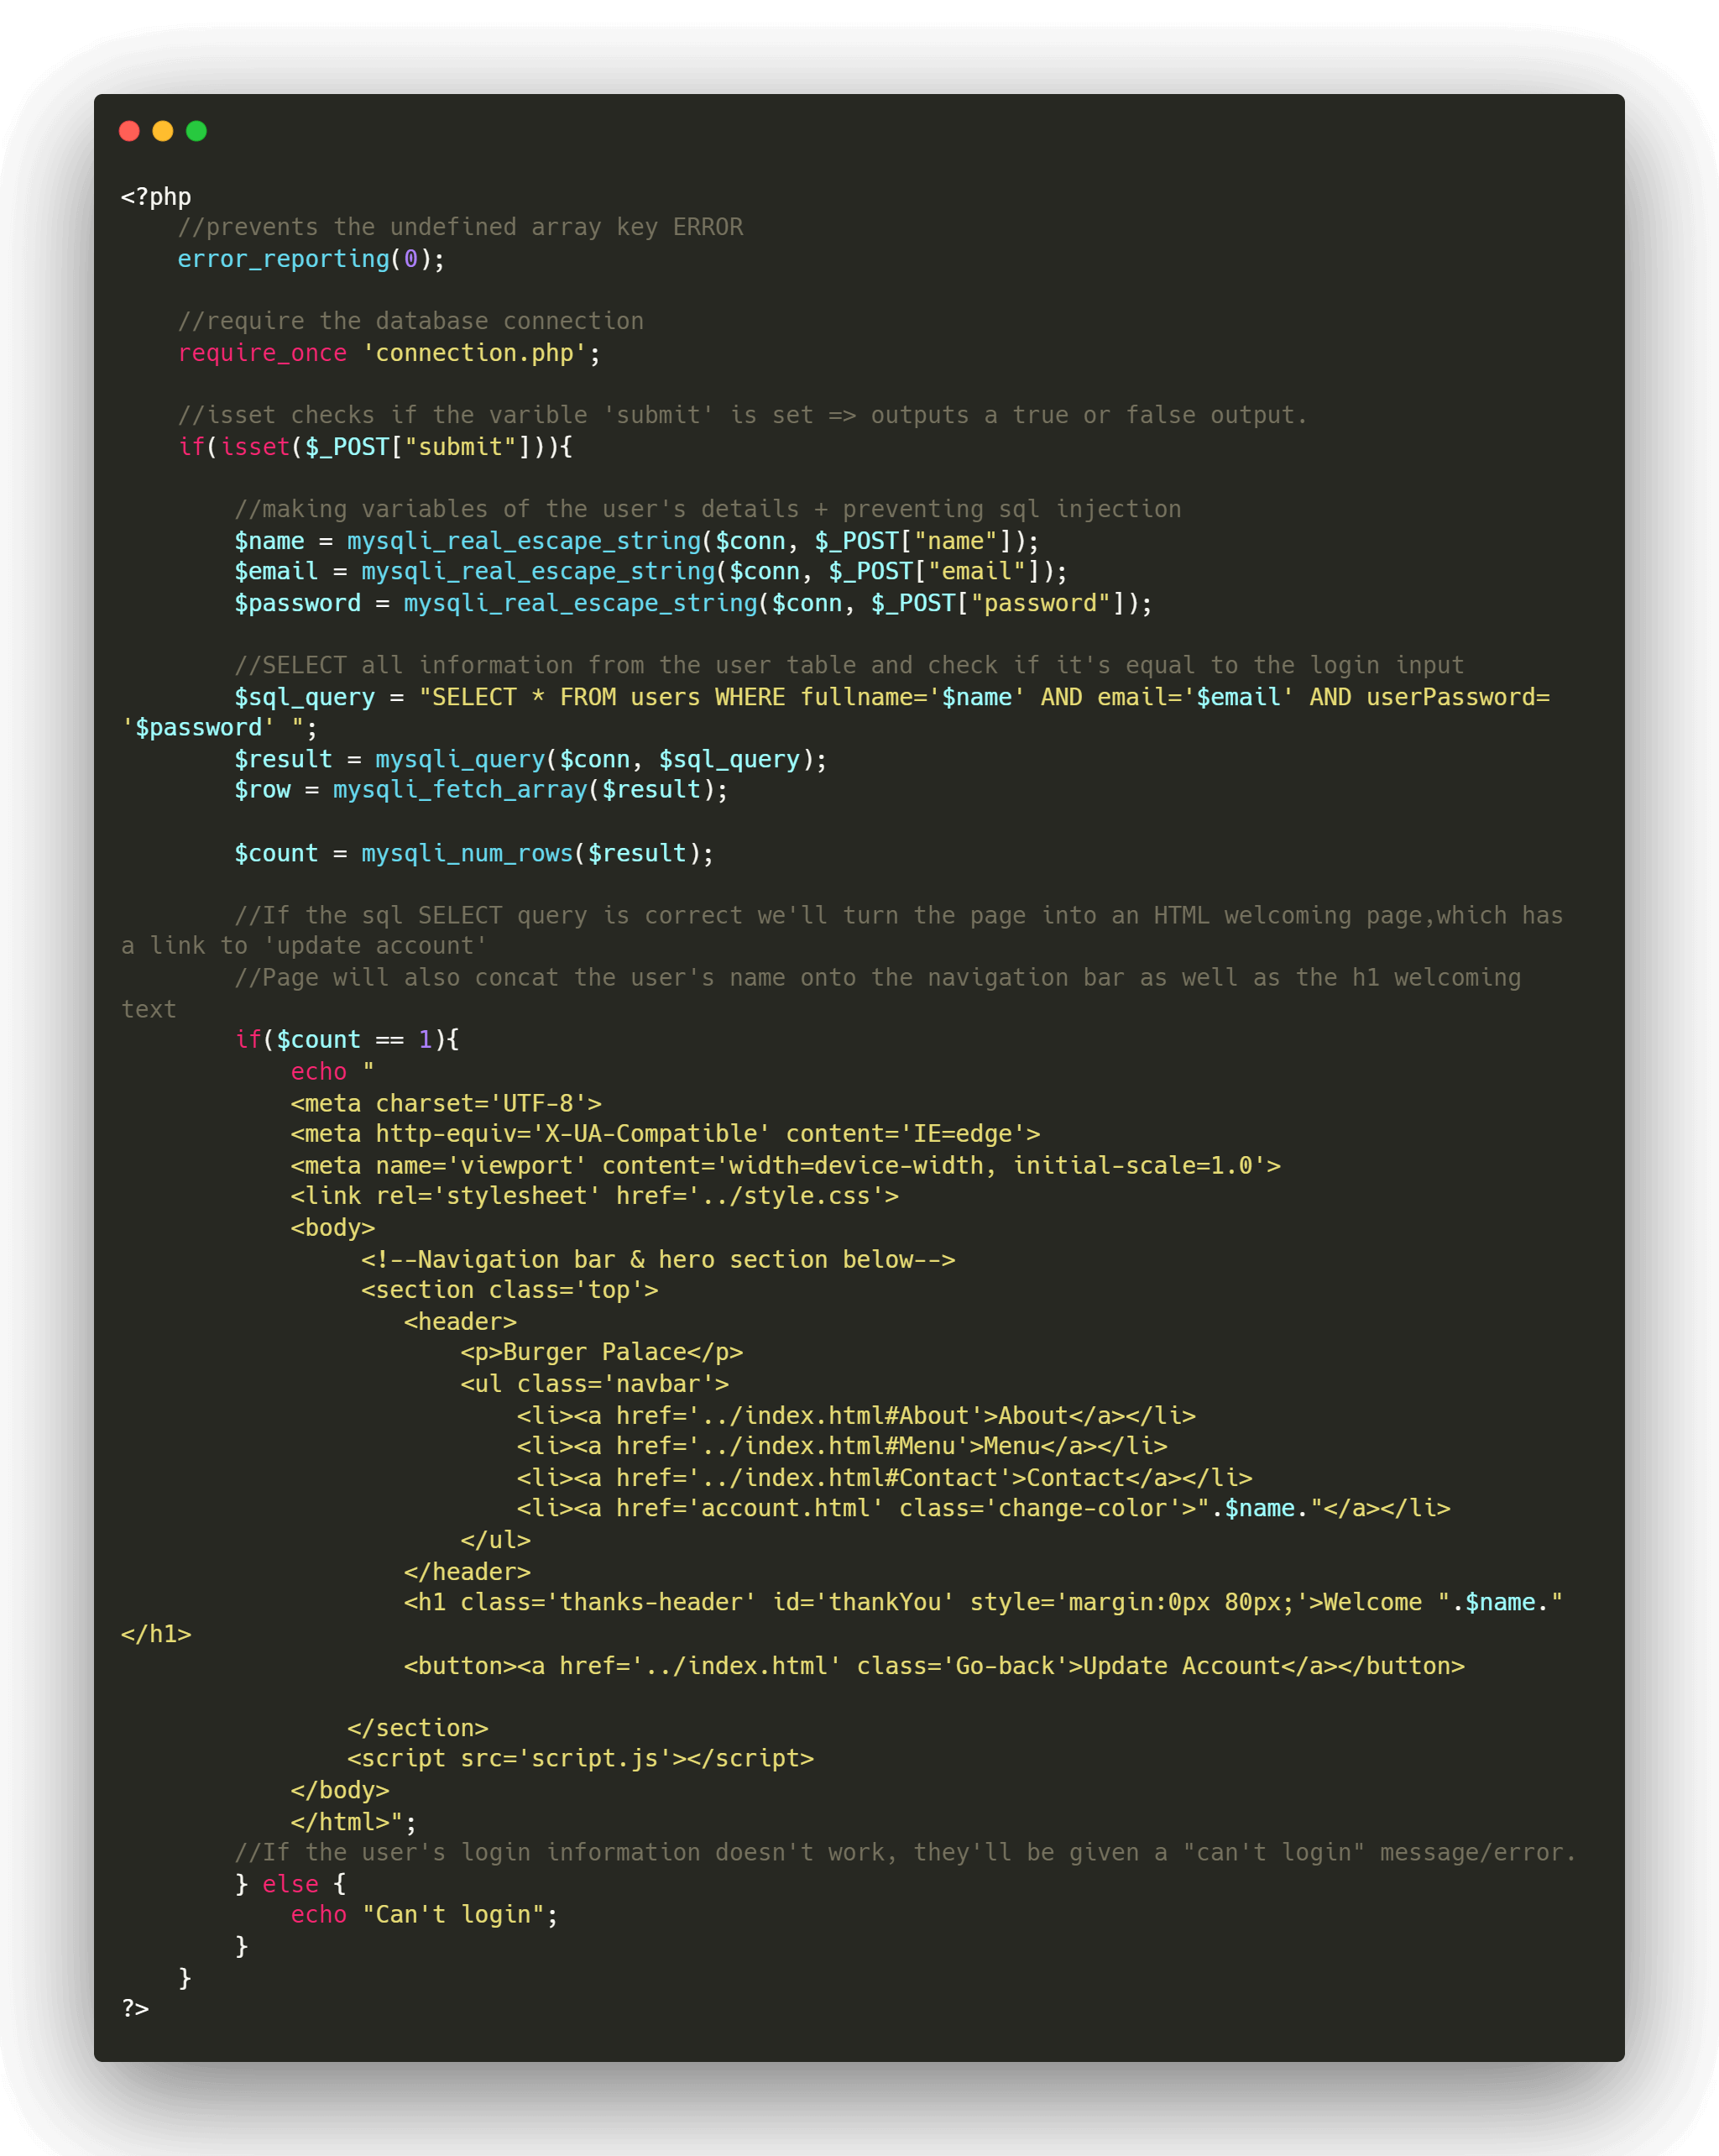 <?php
    //prevents the undefined array key ERROR
    error_reporting(0);

    //require the database connection
    require_once 'connection.php';

    //isset checks if the varible 'submit' is set => outputs a true or false output.
    if(isset($_POST["submit"])){

        //making variables of the user's details + preventing sql injection
        $name = mysqli_real_escape_string($conn, $_POST["name"]);
        $email = mysqli_real_escape_string($conn, $_POST["email"]);
        $password = mysqli_real_escape_string($conn, $_POST["password"]);

        //SELECT all information from the user table and check if it's equal to the login input
        $sql_query = "SELECT * FROM users WHERE fullname='$name' AND email='$email' AND userPassword=
'$password' ";
        $result = mysqli_query($conn, $sql_query);
        $row = mysqli_fetch_array($result);

        $count = mysqli_num_rows($result);

        //If the sql SELECT query is correct we'll turn the page into an HTML welcoming page,which has
a link to 'update account'
        //Page will also concat the user's name onto the navigation bar as well as the h1 welcoming
text
        if($count == 1){
            echo "
            <meta charset='UTF-8'>
            <meta http-equiv='X-UA-Compatible' content='IE=edge'>
            <meta name='viewport' content='width=device-width, initial-scale=1.0'>
            <link rel='stylesheet' href='../style.css'>
            <body>
                 <!--Navigation bar & hero section below-->
                 <section class='top'>
                    <header>
                        <p>Burger Palace</p>
                        <ul class='navbar'>
                            <li><a href='../index.html#About'>About</a></li>
                            <li><a href='../index.html#Menu'>Menu</a></li>
                            <li><a href='../index.html#Contact'>Contact</a></li>
                            <li><a href='account.html' class='change-color'>".$name."</a></li>
                        </ul>
                    </header>
                    <h1 class='thanks-header' id='thankYou' style='margin:0px 80px;'>Welcome ".$name."
</h1>
                    <button><a href='../index.html' class='Go-back'>Update Account</a></button>

                </section>
                <script src='script.js'></script>
            </body>
            </html>";
        //If the user's login information doesn't work, they'll be given a "can't login" message/error.
        } else {
            echo "Can't login";
        }
    }
?>